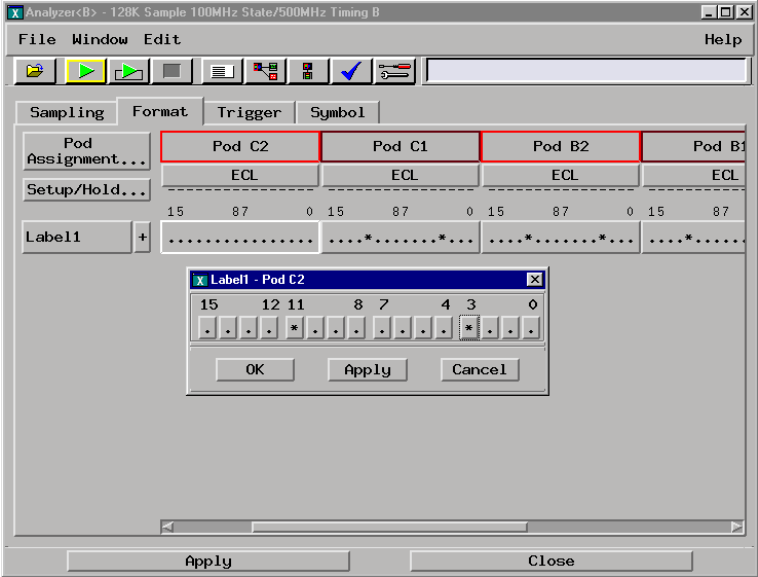 Analyzer<B> - 128K Sample 100MHz State/500MHz Timing B
File Window Edit Help
Sampling Format Trigger Symbol
Pod Assignment... Pod C2 Pod C1 Pod B2 Pod B1
Setup/Hold... ECL ECL ECL ECL
15 87 0 15 87 0 15 87 0 15 87
Label1 + ................ ....*.......*... ....*.......*... ....*.....
Label1 - Pod C2
15 12 11 8 7 4 3 0
. . . . * . . . . . . . * . . .
OK Apply Cancel
Apply Close